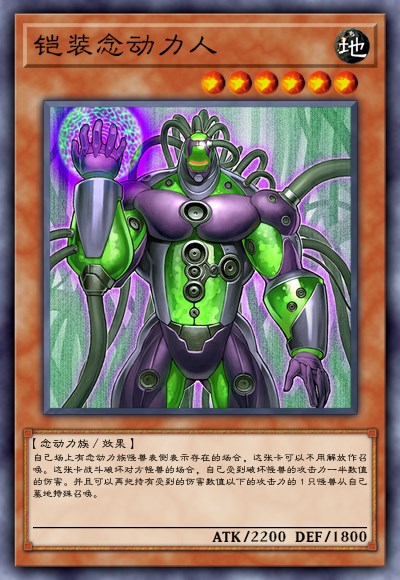 铠装念动力人
地
【念动力族／效果】
自己场上有念动力族怪兽表侧表示存在的场合，这张卡可以不用解放作召
唤。这张卡战斗破坏对方怪兽的场合，自己受到破坏怪兽的攻击力一半数值
的伤害。并且可以再把持有受到的伤害数值以下的攻击力的1只怪兽从自己
墓地特殊召唤。
ATK/2200 DEF/1800